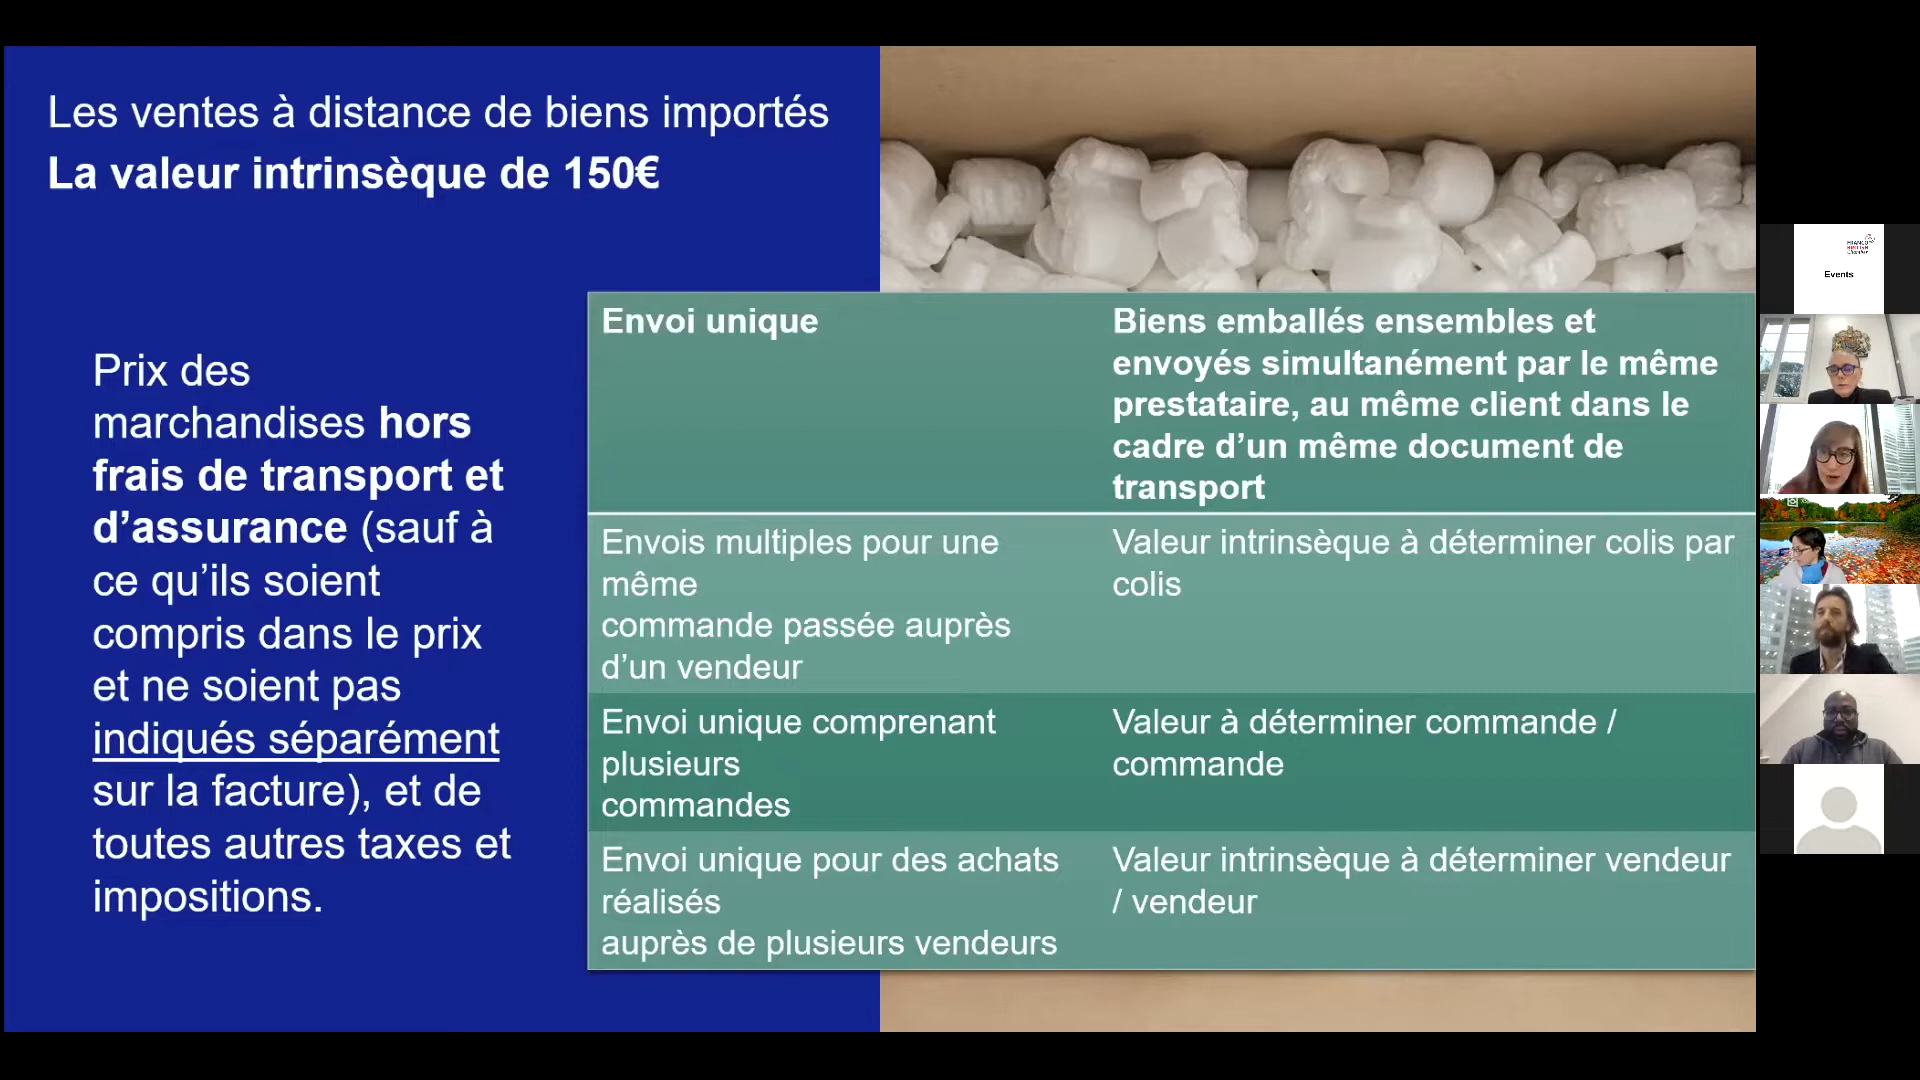 Les ventes à distance de biens importés
La valeur intrinsèque de 150€
Prix des
marchandises hors
frais de transport et
d’assurance (sauf à
ce qu’ils soient
compris dans le prix
et ne soient pas
indiqués séparément
sur la facture), et de
toutes autres taxes et
impositions.
Envoi unique
Biens emballés ensembles et
envoyés simultanément par le même
prestataire, au même client dans le
cadre d’un même document de
transport
Envois multiples pour une
même
commande passée auprès
d’un vendeur
Valeur intrinsèque à déterminer colis par
colis
Envoi unique comprenant
plusieurs
commandes
Valeur à déterminer commande /
commande
Envoi unique pour des achats
réalisés
auprès de plusieurs vendeurs
Valeur intrinsèque à déterminer vendeur
/ vendeur
FRANCO
BRITISH
Chamber
Events